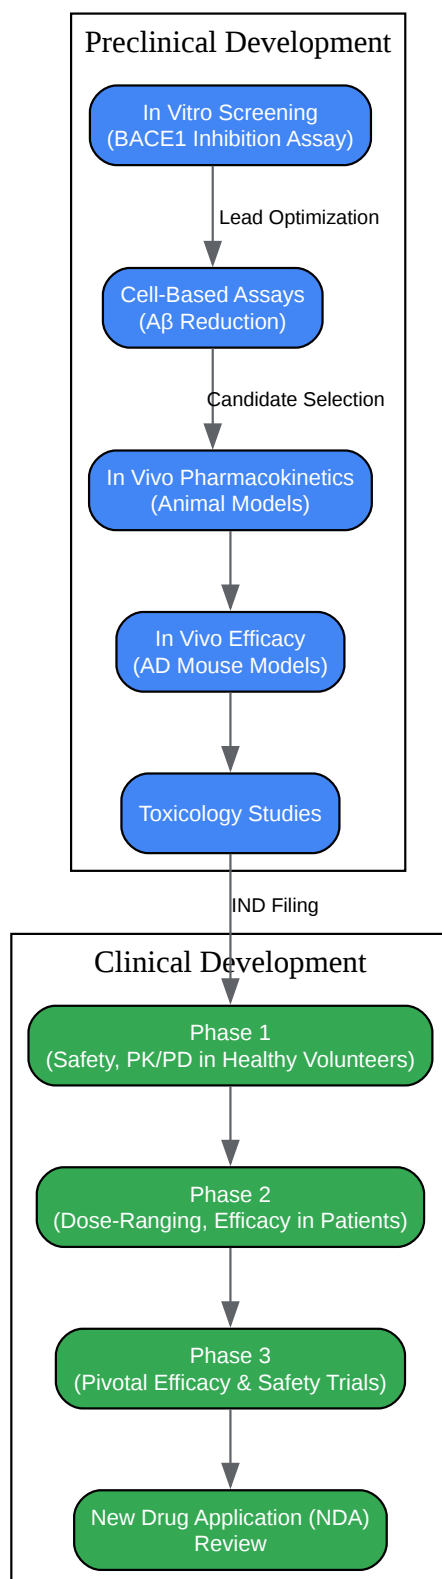 Preclinical Development
In Vitro Screening
(BACE1 Inhibition Assay)
Lead Optimization
Cell-Based Assays
(Aβ Reduction)
Candidate Selection
In Vivo Pharmacokinetics
(Animal Models)
In Vivo Efficacy
(AD Mouse Models)
Toxicology Studies
IND Filing
Clinical Development
Phase 1
(Safety, PK/PD in Healthy Volunteers)
Phase 2
(Dose-Ranging, Efficacy in Patients)
Phase 3
(Pivotal Efficacy & Safety Trials)
New Drug Application (NDA)
Review